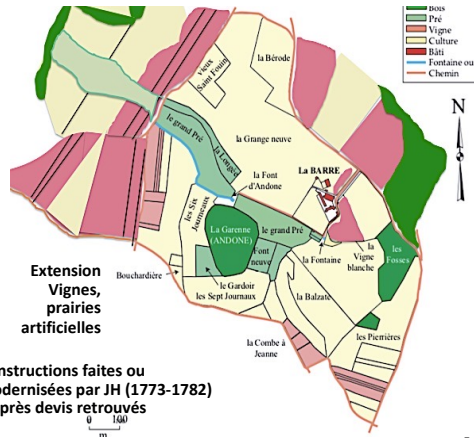 Bois
Pré
Vigne
Culture
Bâti
Fontaine ou
Chemin
N
vieux
Saint Fouin
la Bérode
le grand Pré
la Longée
la Grange neuve
la Font
d'Andone
La BARRE
les Six
Journeaux
La Garenne
(ANDONE)
le grand Pré
Font
neuve
la Fontaine
la
Vigne
blanche
les
Fosses
Bouchardière
le Gardoir
les Sept Journaux
la Balzate
les Pierrières
la Combe à
Jeanne
Extension
Vignes,
prairies
artificielles
nstructions faites ou
odernisées par JH (1773-1782)
près devis retrouvés
0 100
m